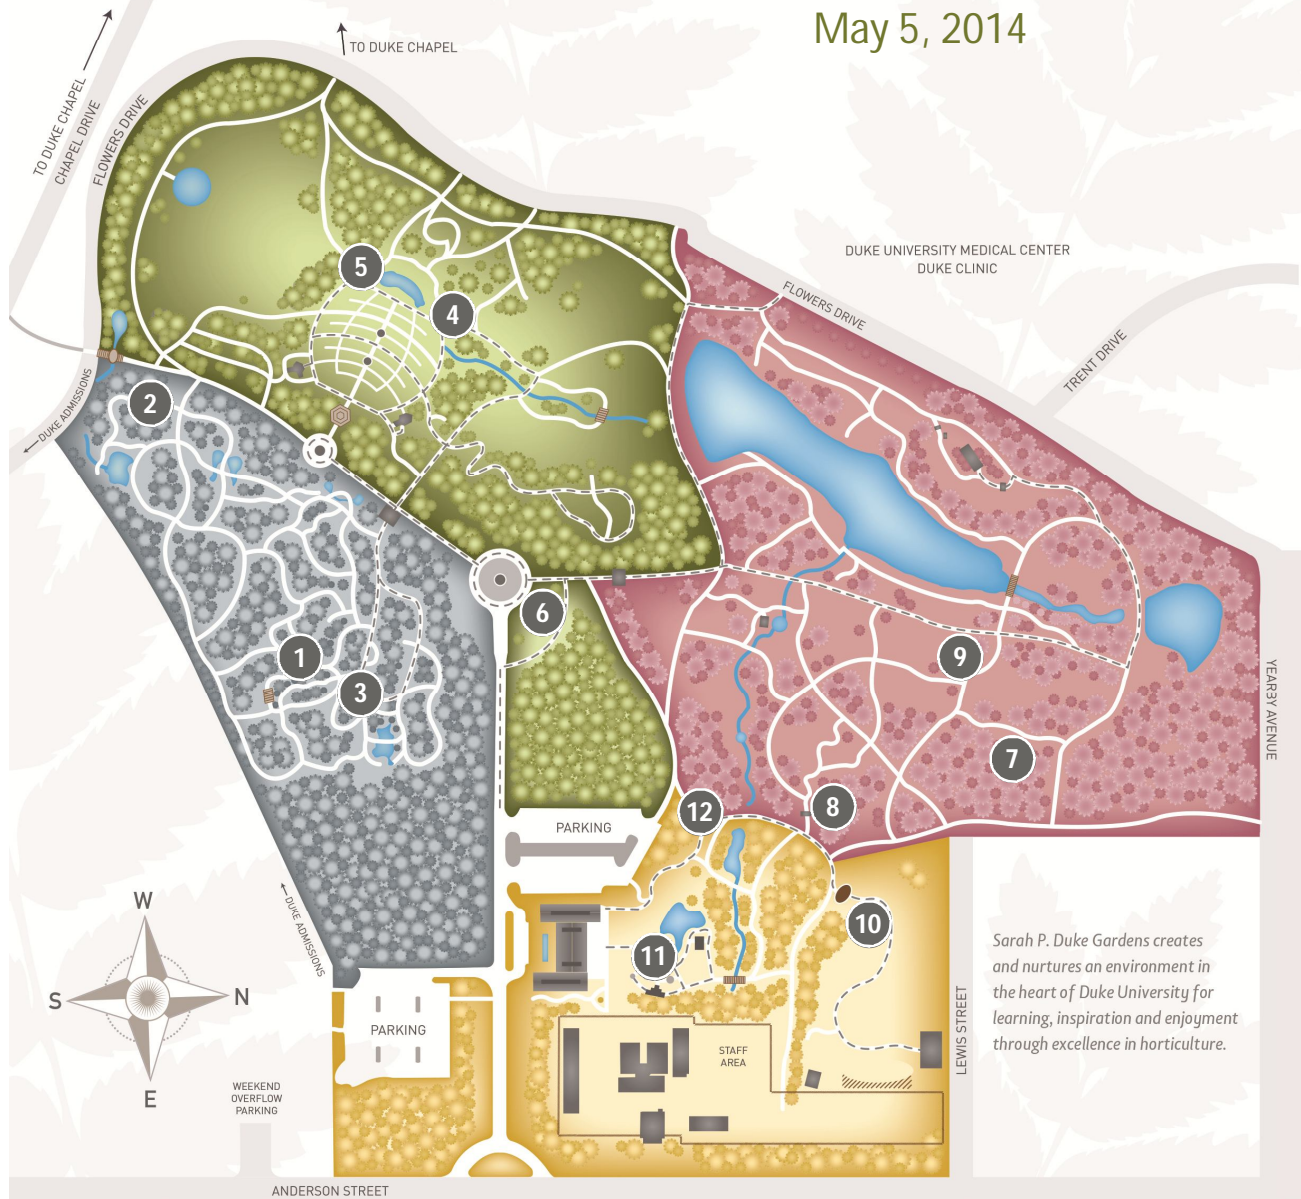 May 5, 2014
TO DUKE CHAPEL
TO DUKE CHAPEL
CHAPEL DRIVE
FLOWERS DRIVE
DUKE UNIVERSITY MEDICAL CENTER
DUKE CLINIC
FLOWERS DRIVE
TRENT DRIVE
5
4
DUKE ADMISSIONS
2
6
1
3
9
7
YEARBY AVENUE
8
12
PARKING
10
11
DUKE ADMISSIONS
W
S
N
E
Sarah P. Duke Gardens creates
and nurtures an environment in
the heart of Duke University for
learning, inspiration and enjoyment
through excellence in horticulture.
LEWIS STREET
PARKING
STAFF
AREA
WEEKEND
OVERFLOW
PARKING
ANDERSON STREET